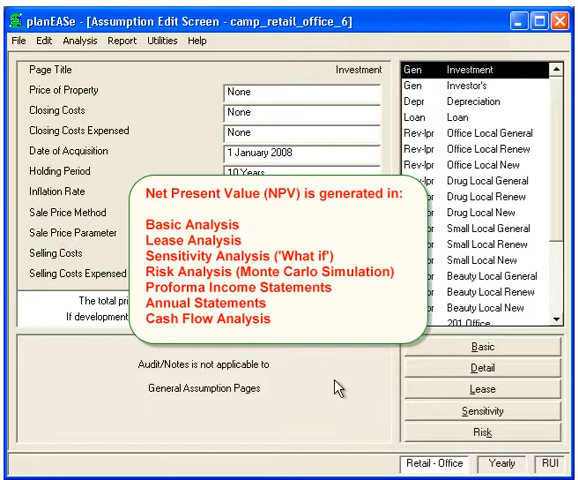 planEASe - [Assumption Edit Screen - camp_retail_office_6]
File Edit Analysis Report Utilities Help
Page Title Investment
Price of Property None
Closing Costs None
Closing Costs Expensed None
Date of Acquisition 1 January 2008
Holding Period 10 Years
Inflation Rate
Sale Price Method
Sale Price Parameter
Selling Costs
Selling Costs Expensed
The total pri
If development
Net Present Value (NPV) is generated in:
Basic Analysis
Lease Analysis
Sensitivity Analysis ('What if')
Risk Analysis (Monte Carlo Simulation)
Proforma Income Statements
Annual Statements
Cash Flow Analysis
Gen Investment
Gen Investor's
Depr Depreciation
Loan Loan
Rev-Ipr Office Local General
Rev-Ipr Office Local Renew
Rev-Ipr Office Local New
Drug Local General
Drug Local Renew
Drug Local New
Small Local General
Small Local Renew
Small Local New
Beauty Local General
Beauty Local Renew
Beauty Local New
201 Office
Audit/Notes is not applicable to
General Assumption Pages
Basic
Detail
Lease
Sensitivity
Risk
Retail - Office Yearly RUI